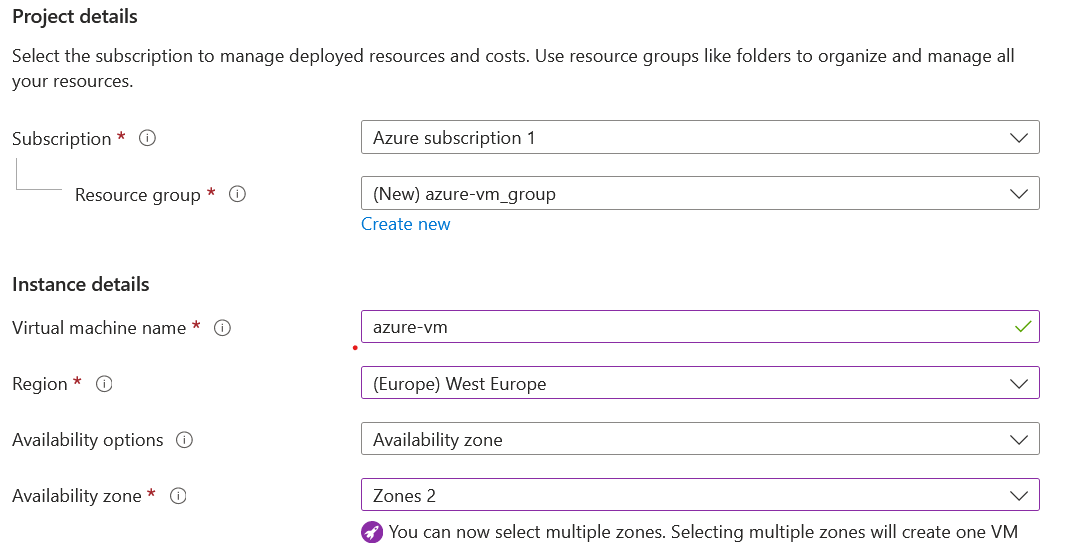 Project details
Select the subscription to manage deployed resources and costs. Use resource groups like folders to organize and manage all
your resources.
Subscription * Azure subscription 1
Resource group * (New) azure-vm_group
Create new
Instance details
Virtual machine name * azure-vm
Region * (Europe) West Europe
Availability options Availability zone
Availability zone * Zones 2
You can now select multiple zones. Selecting multiple zones will create one VM